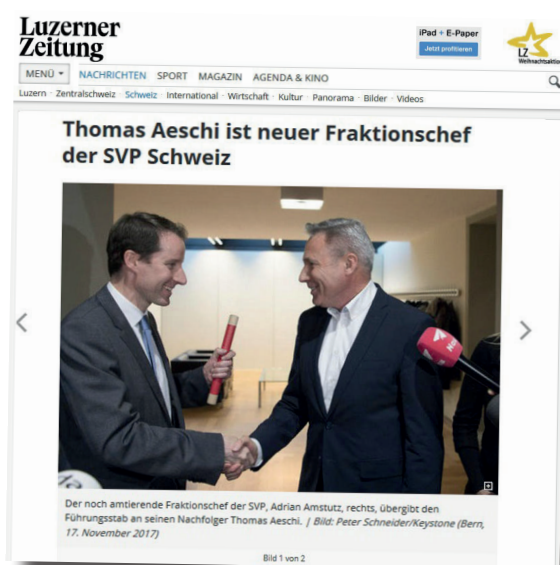 Luzerner
Zeitung
iPad + E-Paper
Jetzt profitieren
LZ
Weihnachtsaktion
MENÜ
NACHRICHTEN SPORT MAGAZIN AGENDA & KINO
Luzern · Zentralschweiz · Schweiz · International · Wirtschaft · Kultur · Panorama · Bilder · Videos
Thomas Aeschi ist neuer Fraktionschef
der SVP Schweiz
Der noch amtierende Fraktionschef der SVP, Adrian Amstutz, rechts, übergibt den
Führungsstab an seinen Nachfolger Thomas Aeschi. | Bild: Peter Schneider/Keystone (Bern,
17. November 2017)
Bild 1 von 2